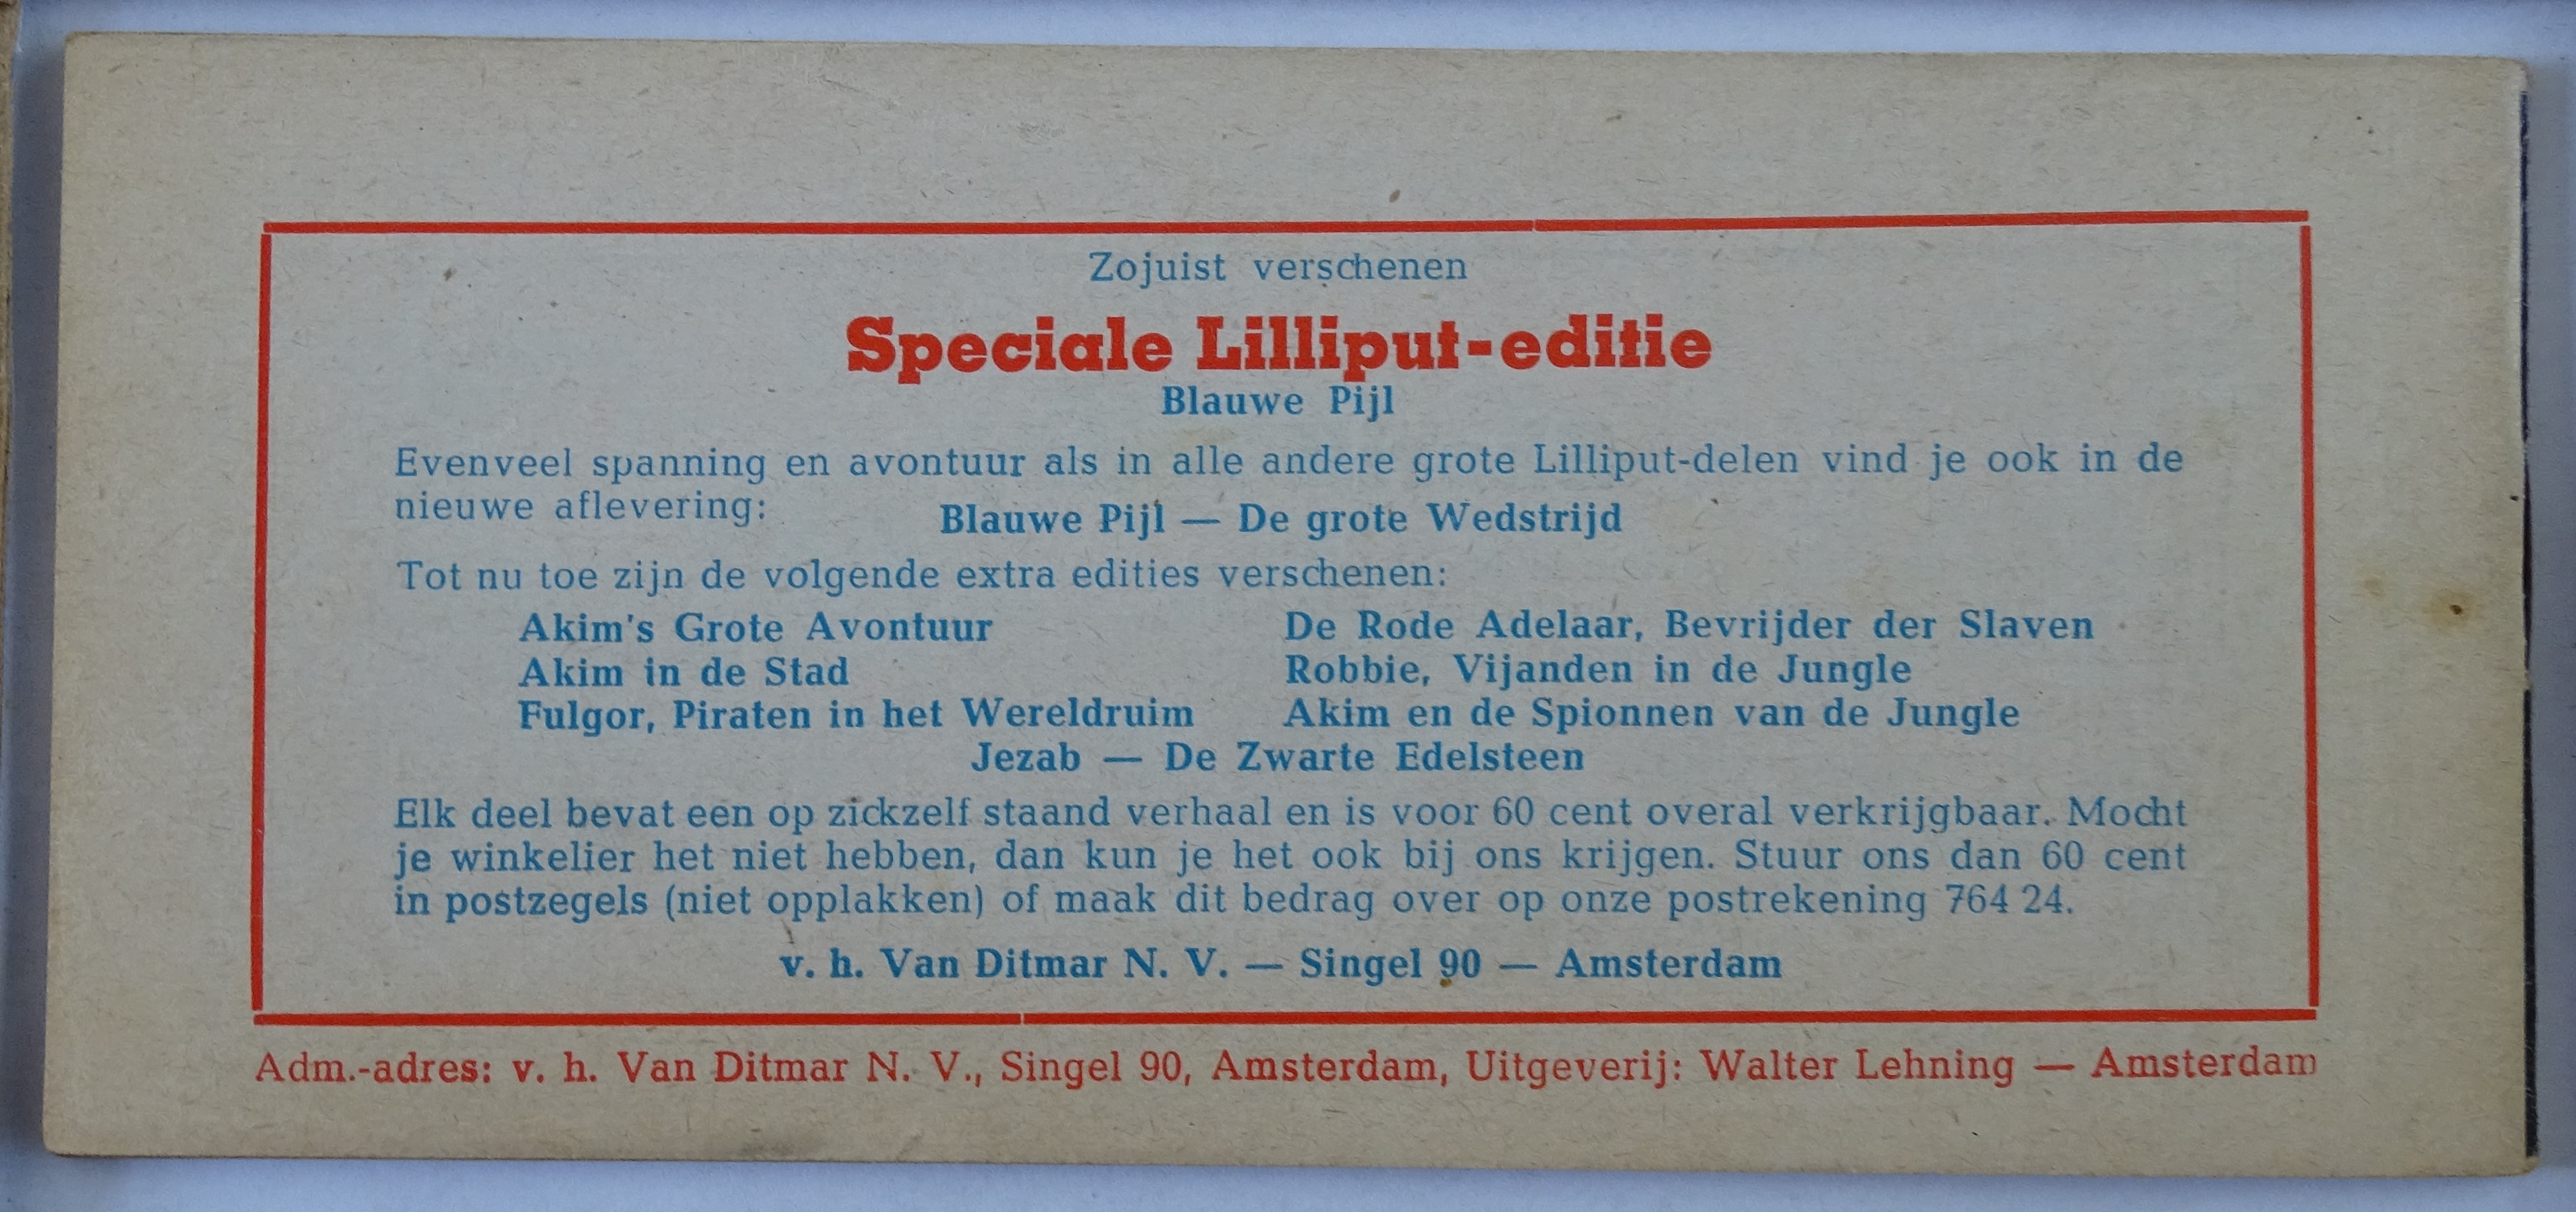 Zojuist verschenen
Speciale Lilliput-editie
Blauwe Pijl
Evenveel spanning en avontuur als in alle andere grote Lilliput-delen vind je ook in de
nieuwe aflevering:
Blauwe Pijl — De grote Wedstrijd
Tot nu toe zijn de volgende extra edities verschenen:
Akim's Grote Avontuur
Akim in de Stad
Fulgor, Piraten in het Wereldruim
De Rode Adelaar, Bevrijder der Slaven
Robbie, Vijanden in de Jungle
Akim en de Spionnen van de Jungle
Jezab — De Zwarte Edelsteen
Elk deel bevat een op zickzelf staand verhaal en is voor 60 cent overal verkrijgbaar. Mocht
je winkelier het niet hebben, dan kun je het ook bij ons krijgen. Stuur ons dan 60 cent
in postzegels (niet opplakken) of maak dit bedrag over op onze postrekening 764 24.
v. h. Van Ditmar N. V. — Singel 90 — Amsterdam
Adm.-adres: v. h. Van Ditmar N. V., Singel 90, Amsterdam, Uitgeverij: Walter Lehning — Amsterdam